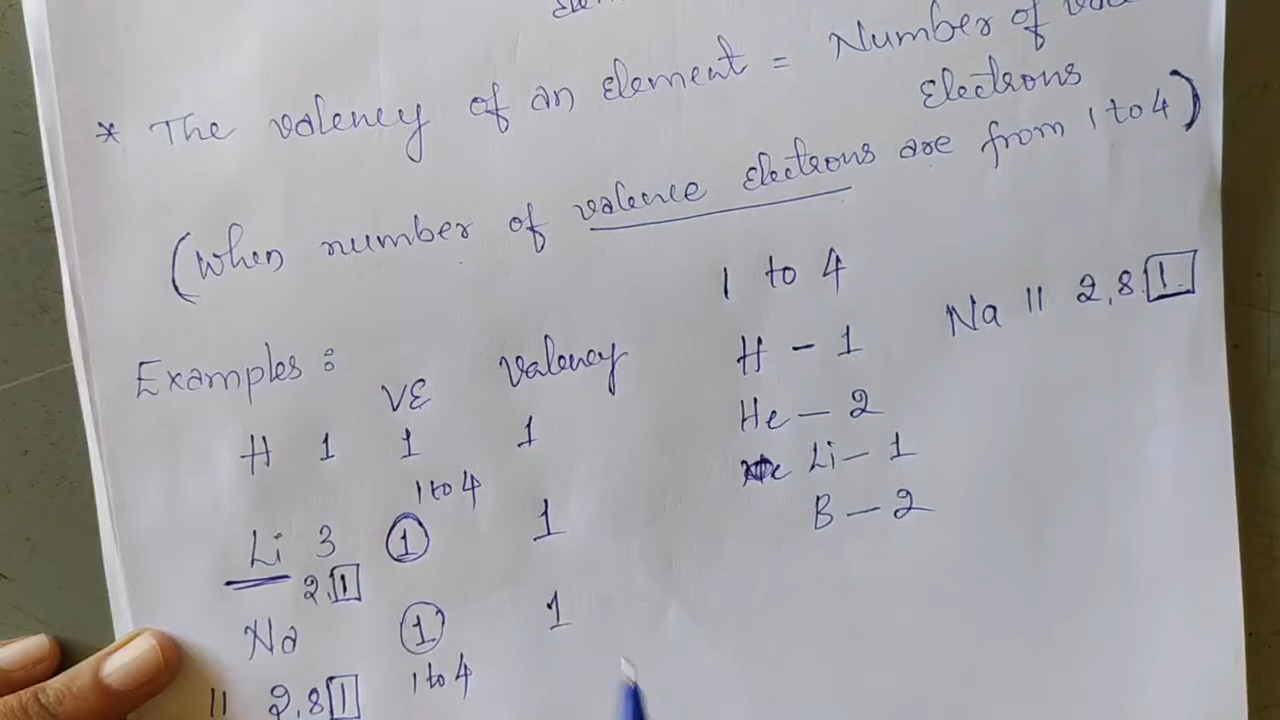 * The valency of an element = Number of
Electrons
(When number of valence electrons are from 1 to 4)
1 to 4
Na 11 2,8,1
Examples :
VE Valency
H 1 1 1
1 to 4
Li 3 1 1
2,1
Na 1 1
11 2,8,1 1 to 4
H - 1
He - 2
Li - 1
B - 2